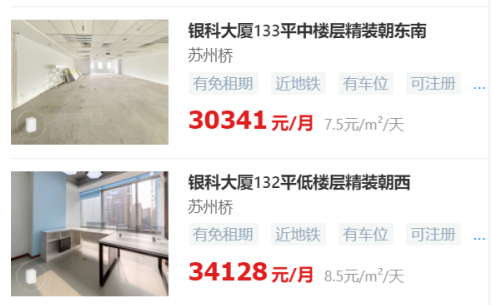 银科大厦133平中楼层精装朝东南
苏州桥
有免租期 近地铁 有车位 可注册 ...
30341元/月 7.5元/m²/天
银科大厦132平低楼层精装朝西
苏州桥
有免租期 近地铁 有车位 可注册 ...
34128元/月 8.5元/m²/天